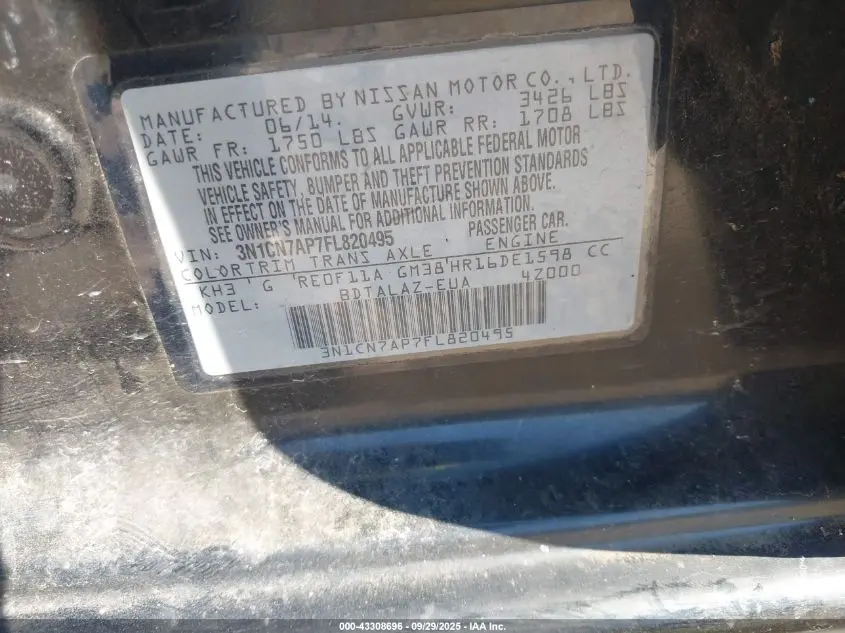 MANUFACTURED BY NISSAN MOTOR CO., LTD.
DATE: 06/14. GVWR: 3426 LBS
GAWR FR: 1750 LBS GAWR RR: 1708 LBS
THIS VEHICLE CONFORMS TO ALL APPLICABLE FEDERAL MOTOR
VEHICLE SAFETY, BUMPER AND THEFT PREVENTION STANDARDS
IN EFFECT ON THE DATE OF MANUFACTURE SHOWN ABOVE.
SEE OWNER'S MANUAL FOR ADDITIONAL INFORMATION.
VIN: 3N1CN7AP7FL820495 PASSENGER CAR.
COLOR TRIM TRANS AXLE ENGINE
KH3 G RE0F11A GM38 HR16DE1598 CC
MODEL: BDTALAZ-EUA 4Z000
3N1CN7AP7FL820495
000-43308696 - 09/29/2025 - IAA Inc.